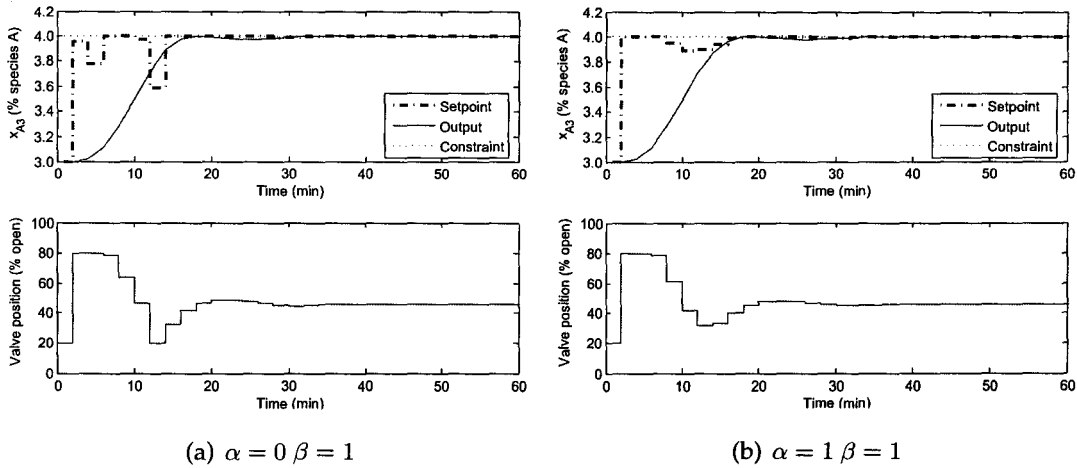 4.2
4.0
3.8
3.6
3.4
3.2
3.0
x_A3 (% species A)
Setpoint
Output
Constraint
0 10 20 30 40 50 60
Time (min)
100
80
60
40
20
0
Valve position (% open)
0 10 20 30 40 50 60
Time (min)
(a) α = 0 β = 1
4.2
4.0
3.8
3.6
3.4
3.2
3.0
x_A3 (% species A)
Setpoint
Output
Constraint
0 10 20 30 40 50 60
Time (min)
100
80
60
40
20
0
Valve position (% open)
0 10 20 30 40 50 60
Time (min)
(b) α = 1 β = 1